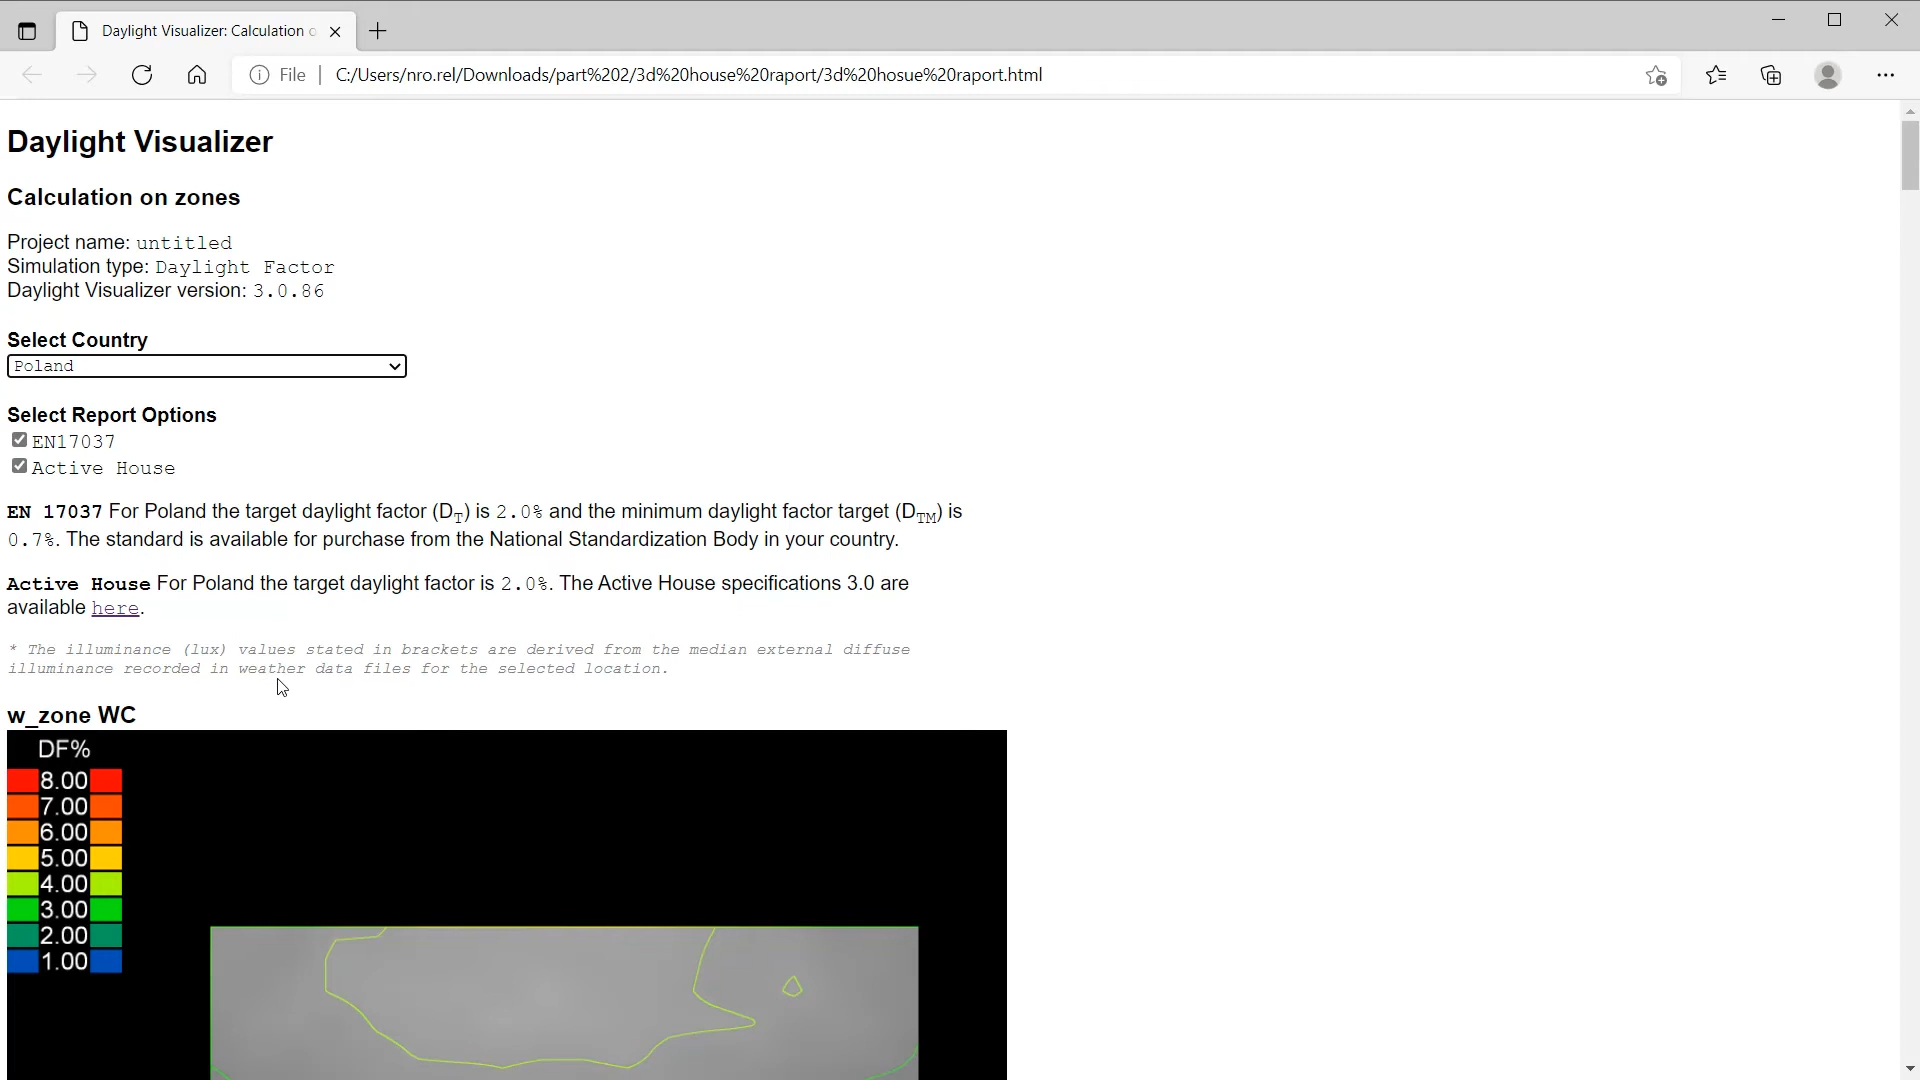 Daylight Visualizer: Calculation o
File
C:/Users/nro.rel/Downloads/part%202/3d%20house%20raport/3d%20hosue%20raport.html
Daylight Visualizer
Calculation on zones
Project name: untitled
Simulation type: Daylight Factor
Daylight Visualizer version: 3.0.86
Select Country
Poland
Select Report Options
EN17037
Active House
EN 17037 For Poland the target daylight factor (DT) is 2.0% and the minimum daylight factor target (DTM) is
0.7%. The standard is available for purchase from the National Standardization Body in your country.
Active House For Poland the target daylight factor is 2.0%. The Active House specifications 3.0 are
available here.
* The illuminance (lux) values stated in brackets are derived from the median external diffuse
illuminance recorded in weather data files for the selected location.
w_zone WC
DF%
8.00
7.00
6.00
5.00
4.00
3.00
2.00
1.00